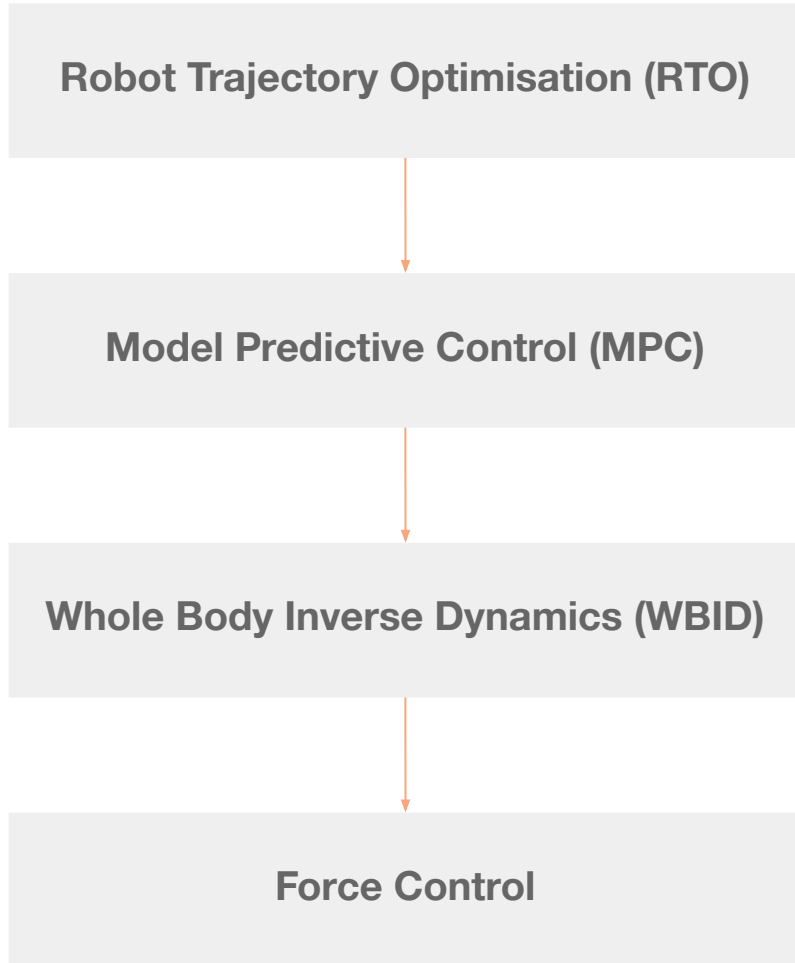 Robot Trajectory Optimisation (RTO)
Model Predictive Control (MPC)
Whole Body Inverse Dynamics (WBID)
Force Control